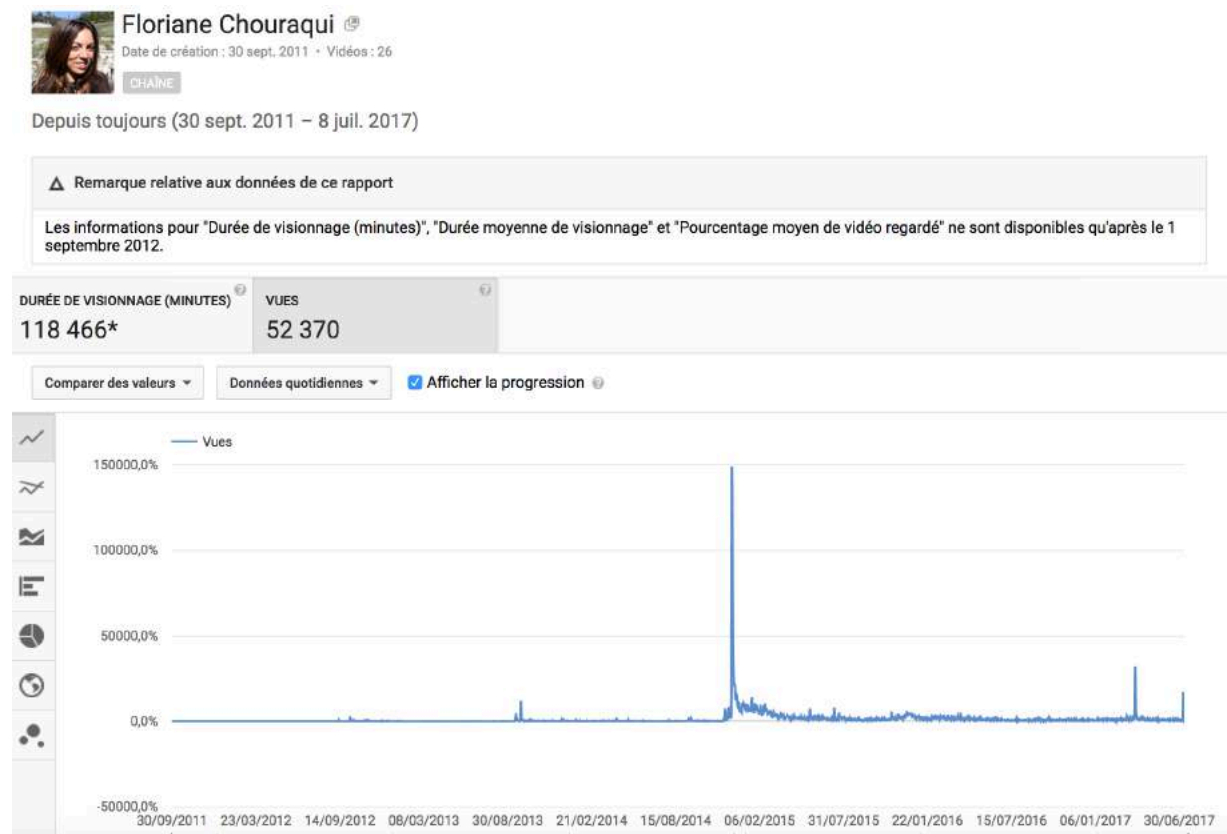 Floriane Chouraqui
Date de création : 30 sept. 2011 • Vidéos : 26
CHAÎNE
Depuis toujours (30 sept. 2011 – 8 juil. 2017)
Remarque relative aux données de ce rapport
Les informations pour "Durée de visionnage (minutes)", "Durée moyenne de visionnage" et "Pourcentage moyen de vidéo regardé" ne sont disponibles qu'après le 1
septembre 2012.
DURÉE DE VISIONNAGE (MINUTES) ?
VUES ?
118 466*
52 370
Comparer des valeurs
Données quotidiennes
Afficher la progression ?
Vues
150000,0%
100000,0%
50000,0%
0,0%
-50000,0%
30/09/2011 23/03/2012 14/09/2012 08/03/2013 30/08/2013 21/02/2014 15/08/2014 06/02/2015 31/07/2015 22/01/2016 15/07/2016 06/01/2017 30/06/2017